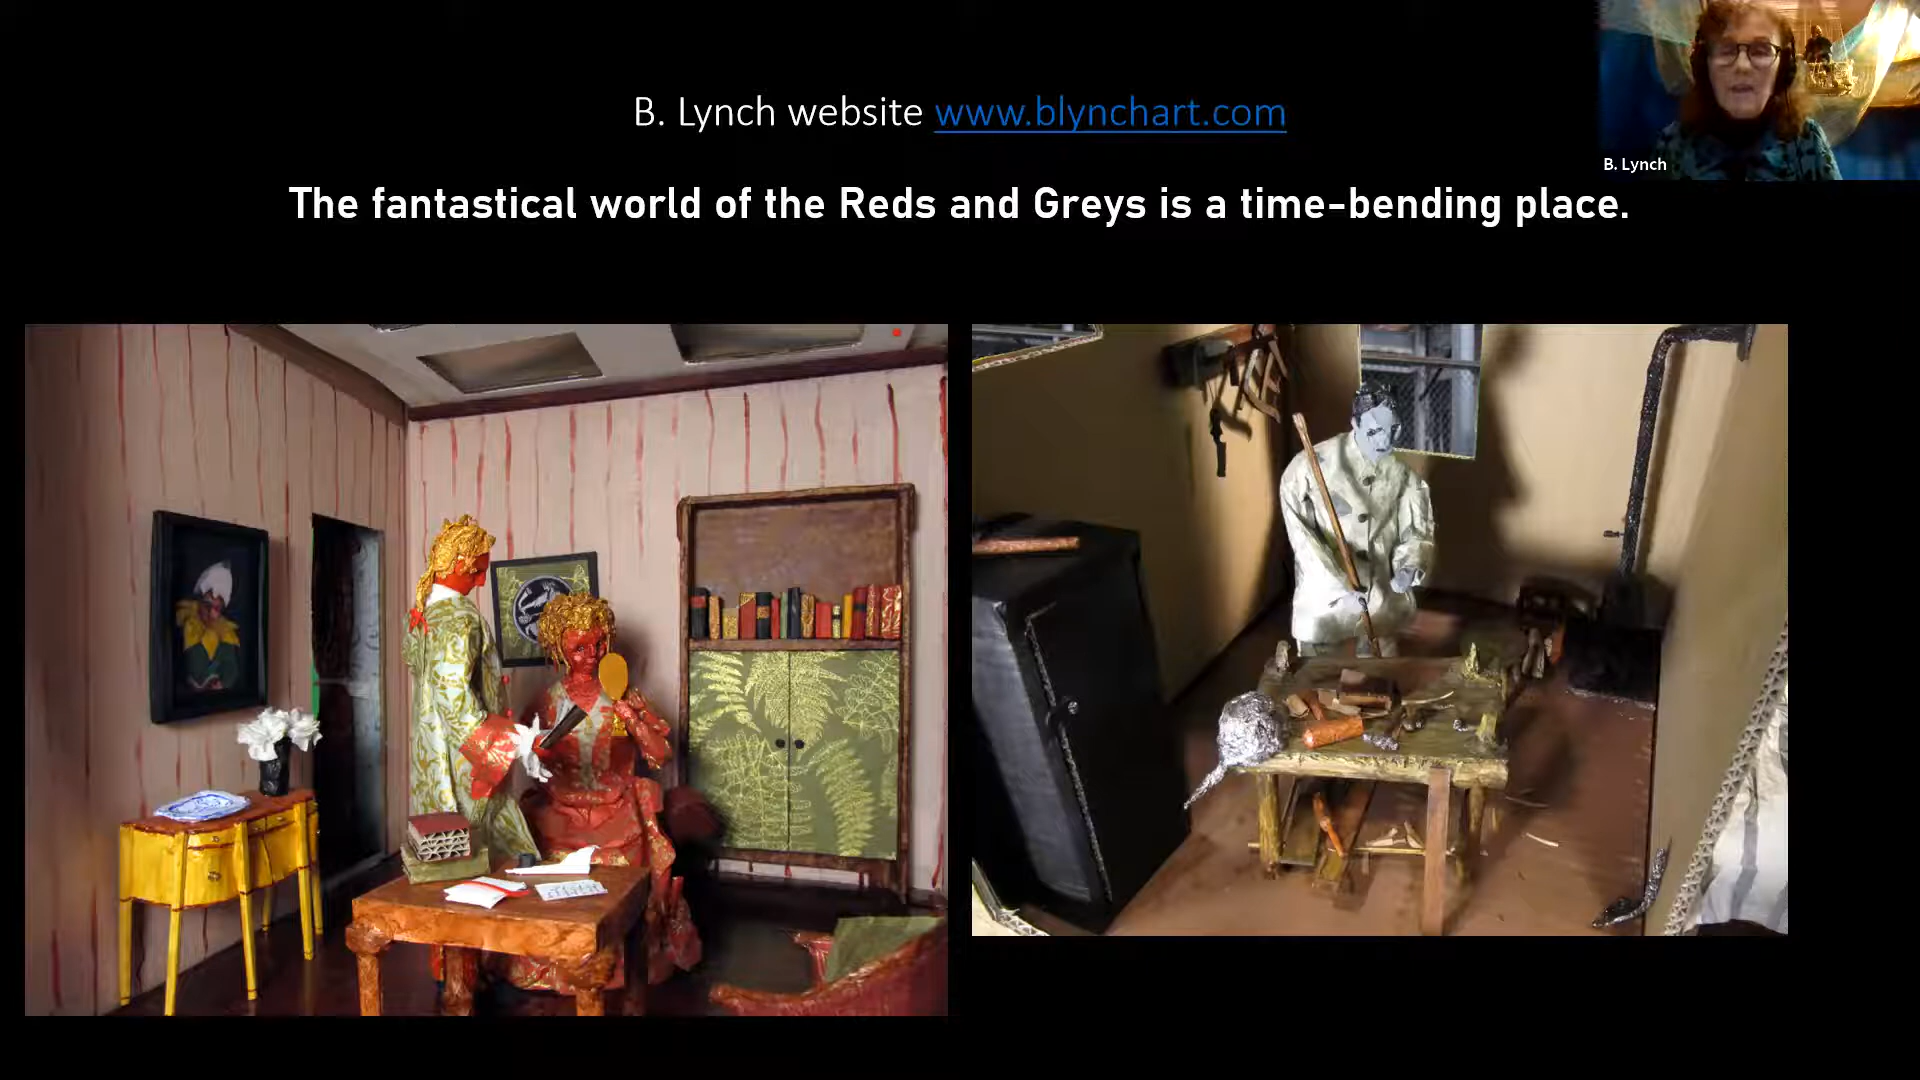 B. Lynch website www.blynchart.com
The fantastical world of the Reds and Greys is a time-bending place.
B. Lynch